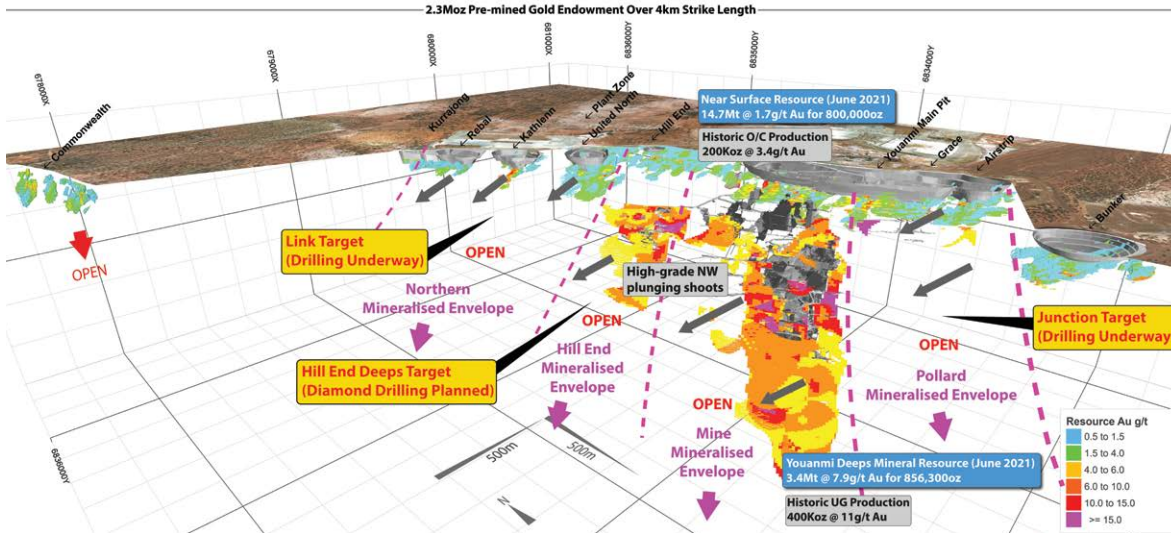 2.3Moz Pre-mined Gold Endowment Over 4km Strike Length
678000X
679000X
680000X
681000X
6836000Y
6835000Y
6834000Y
Commonwealth
Kurrajong
Rebal
Kathlenn
Plant Zone
United North
Hill End
Youanmi Main Pit
Grace
Airstrip
Bunker
Near Surface Resource (June 2021)
14.7Mt @ 1.7g/t Au for 800,000oz
Historic O/C Production
200Koz @ 3.4g/t Au
OPEN
Link Target
(Drilling Underway)
OPEN
Northern
Mineralised Envelope
High-grade NW
plunging shoots
Hill End Deeps Target
(Diamond Drilling Planned)
OPEN
Hill End
Mineralised
Envelope
OPEN
Mine
Mineralised
Envelope
OPEN
Pollard
Mineralised Envelope
Junction Target
(Drilling Underway)
6836000Y
500m
500m
N
Youanmi Deeps Mineral Resource (June 2021)
3.4Mt @ 7.9g/t Au for 856,300oz
Historic UG Production
400Koz @ 11g/t Au
Resource Au g/t
0.5 to 1.5
1.5 to 4.0
4.0 to 6.0
6.0 to 10.0
10.0 to 15.0
>= 15.0